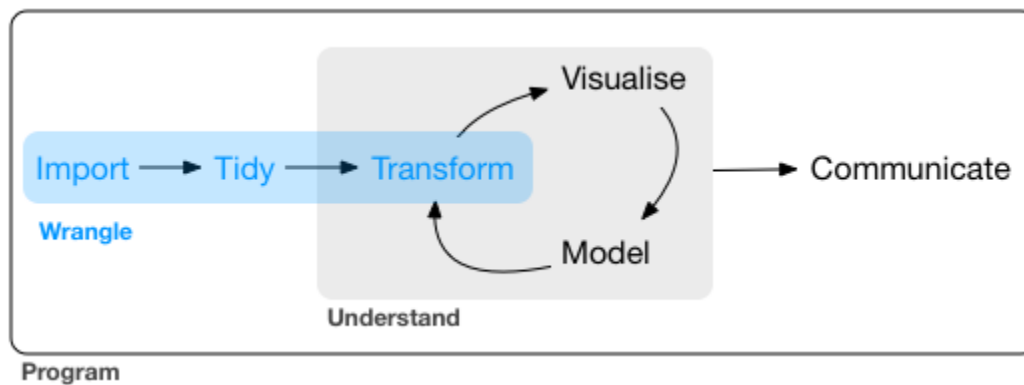 Visualise
Import Tidy Transform Communicate
Wrangle
Model
Understand
Program